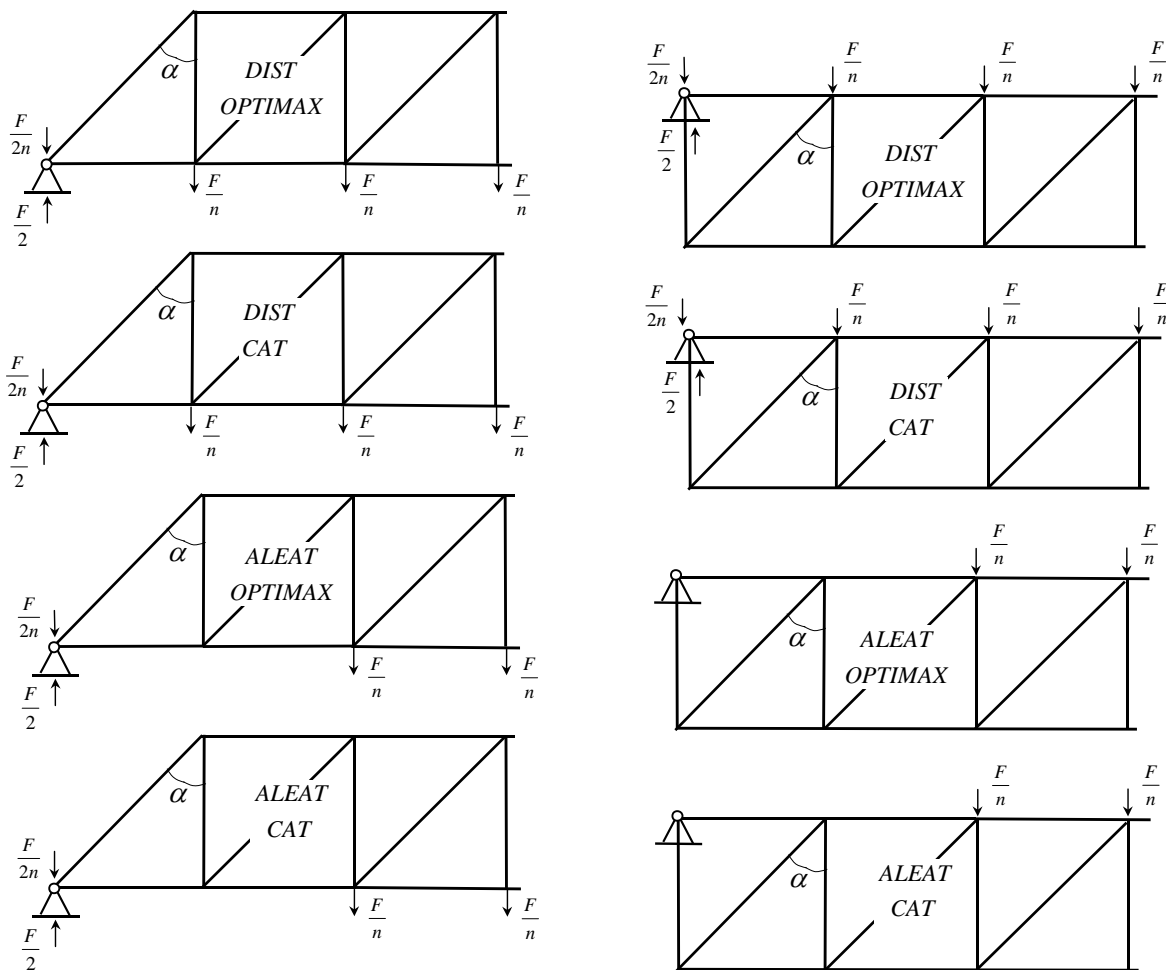 α
DIST
OPTIMAX
F/2n
F/2
F/n
F/n
F/n
α
DIST
CAT
F/2n
F/2
F/n
F/n
F/n
α
ALEAT
OPTIMAX
F/2n
F/2
F/n
F/n
α
ALEAT
CAT
F/2n
F/2
F/n
F/n
F/2n
F/n
F/n
F/n
F/2
α
DIST
OPTIMAX
F/2n
F/n
F/n
F/n
F/2
α
DIST
CAT
F/n
F/n
α
ALEAT
OPTIMAX
F/n
F/n
α
ALEAT
CAT